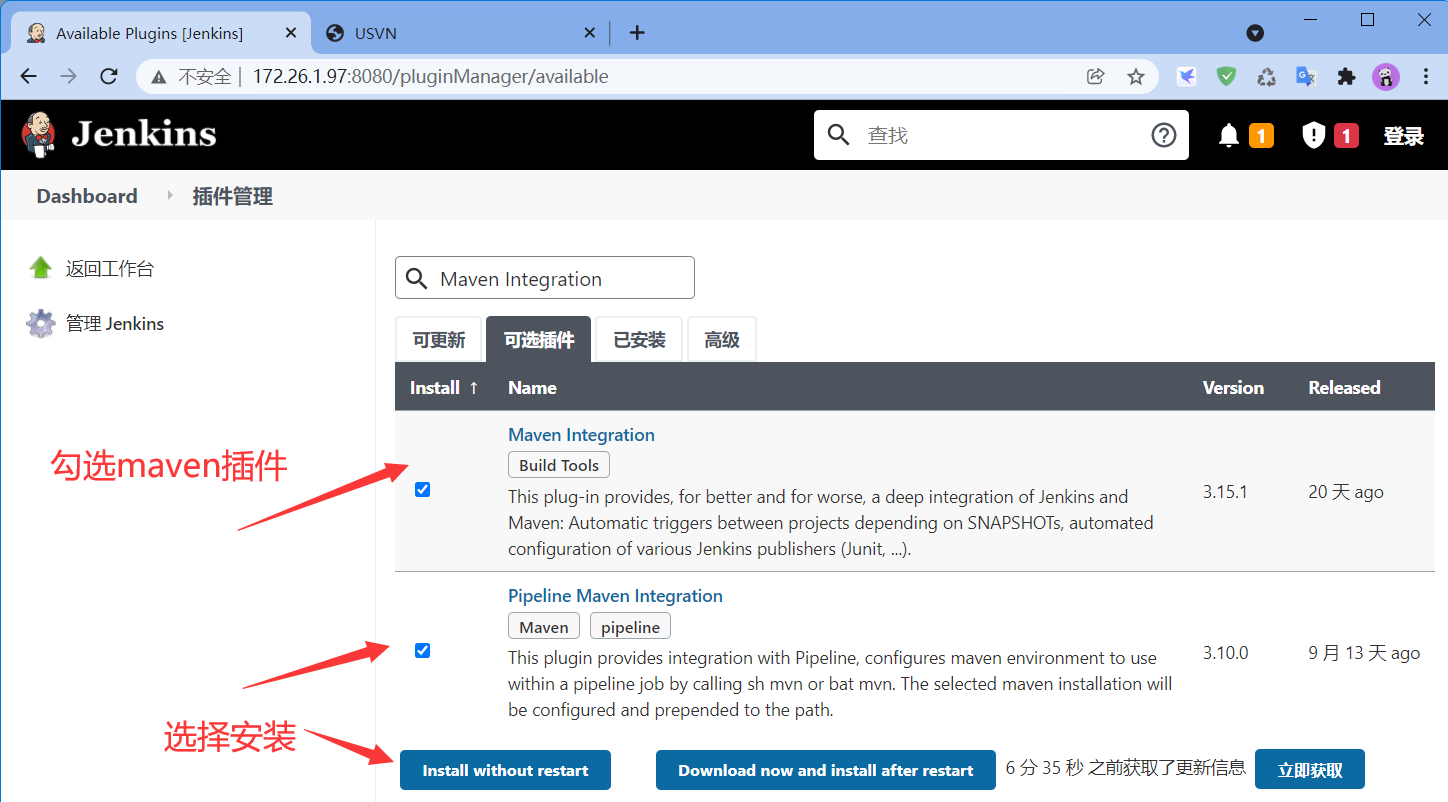 Available Plugins [Jenkins]
USVN
不安全 | 172.26.1.97:8080/pluginManager/available
Jenkins
查找
1
1
登录
Dashboard
插件管理
返回工作台
管理 Jenkins
Maven Integration
可更新
可选插件
已安装
高级
Install ↑
Name
Version
Released
勾选maven插件
Maven Integration
Build Tools
This plug-in provides, for better and for worse, a deep integration of Jenkins and
Maven: Automatic triggers between projects depending on SNAPSHOTs, automated
configuration of various Jenkins publishers (Junit, ...).
3.15.1
20 天 ago
Pipeline Maven Integration
Maven
pipeline
This plugin provides integration with Pipeline, configures maven environment to use
within a pipeline job by calling sh mvn or bat mvn. The selected maven installation will
be configured and prepended to the path.
3.10.0
9 月 13 天 ago
选择安装
Install without restart
Download now and install after restart
6 分 35 秒 之前获取了更新信息
立即获取